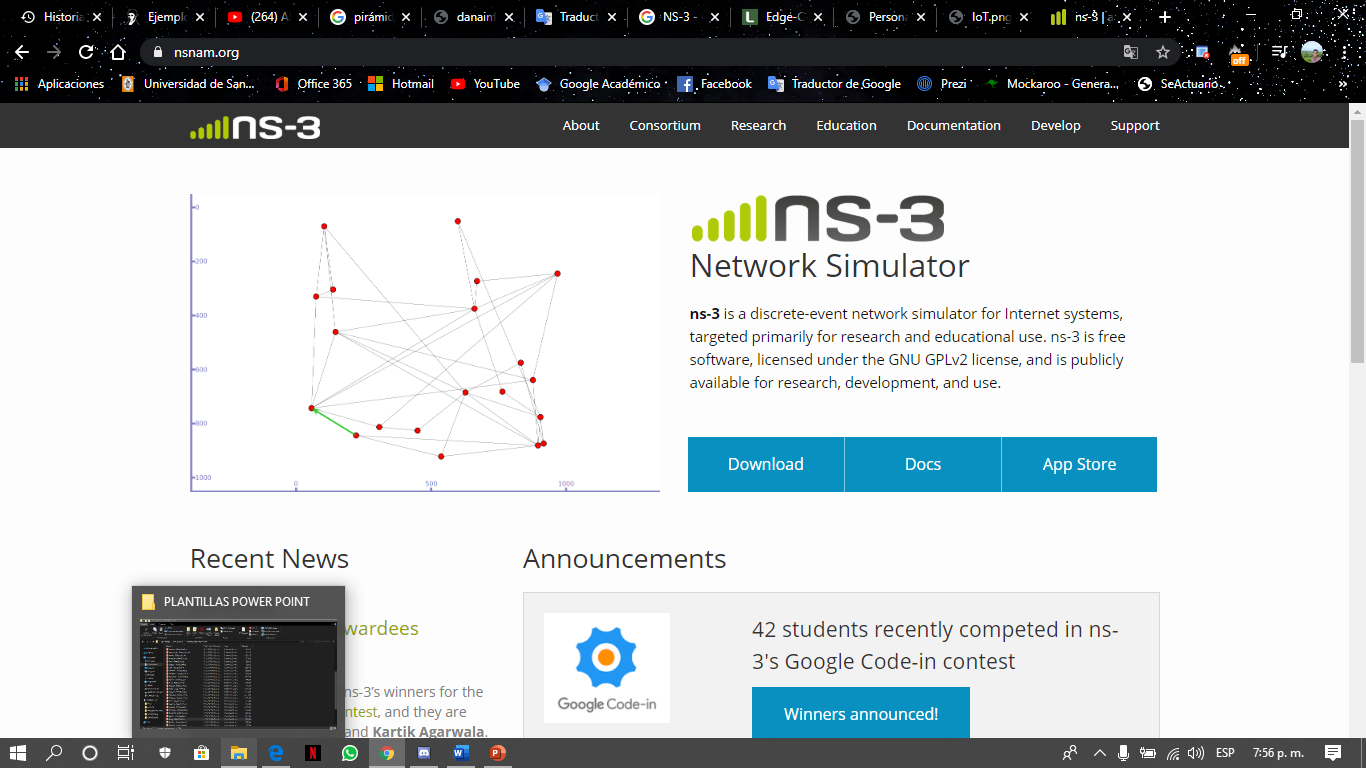 Historia
Ejempl
(264) A
pirámid
danainf
Traduct
NS-3 -
Edge-C
Persona
IoT.png
ns-3 | a
nsnam.org
off
Aplicaciones
Universidad de San...
Office 365
Hotmail
YouTube
Google Académico
Facebook
Traductor de Google
Prezi
Mockaroo - Genera...
SeActuario
»
ns-3
About
Consortium
Research
Education
Documentation
Develop
Support
0
200
400
600
800
1000
0
500
1000
ns-3
Network Simulator
ns-3 is a discrete-event network simulator for Internet systems,
targeted primarily for research and educational use. ns-3 is free
software, licensed under the GNU GPLv2 license, and is publicly
available for research, development, and use.
Download
Docs
App Store
Recent News
wardees
ns-3's winners for the
ntest, and they are
and Kartik Agarwala.
Announcements
Google Code-in
42 students recently competed in ns-
3's Google Code-in contest
Winners announced!
PLANTILLAS POWER POINT
ESP
7:56 p. m.